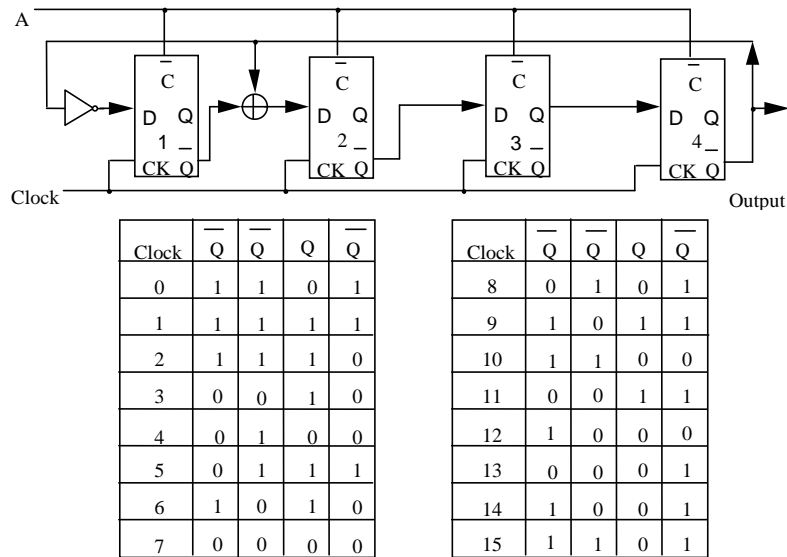 A
C̅ C̅ C̅ C̅
D Q D Q D Q D Q
1 2 3 4
CK Q̅ CK Q̅ CK Q̅ CK Q̅
Clock Output
Clock Q̅ Q̅ Q Q̅
0 1 1 0 1
1 1 1 1 1
2 1 1 1 0
3 0 0 1 0
4 0 1 0 0
5 0 1 1 1
6 1 0 1 0
7 0 0 0 0
Clock Q̅ Q̅ Q Q̅
8 0 1 0 1
9 1 0 1 1
10 1 1 0 0
11 0 0 1 1
12 1 0 0 0
13 0 0 0 1
14 1 0 0 1
15 1 1 0 1